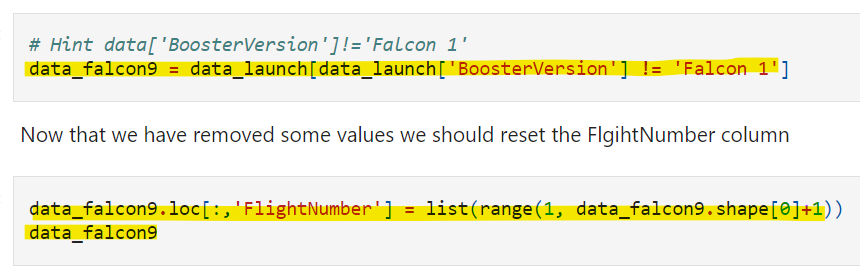 # Hint data['BoosterVersion']!='Falcon 1'
data_falcon9 = data_launch[data_launch['BoosterVersion'] != 'Falcon 1']
Now that we have removed some values we should reset the FlgihtNumber column
data_falcon9.loc[:,'FlightNumber'] = list(range(1, data_falcon9.shape[0]+1))
data_falcon9